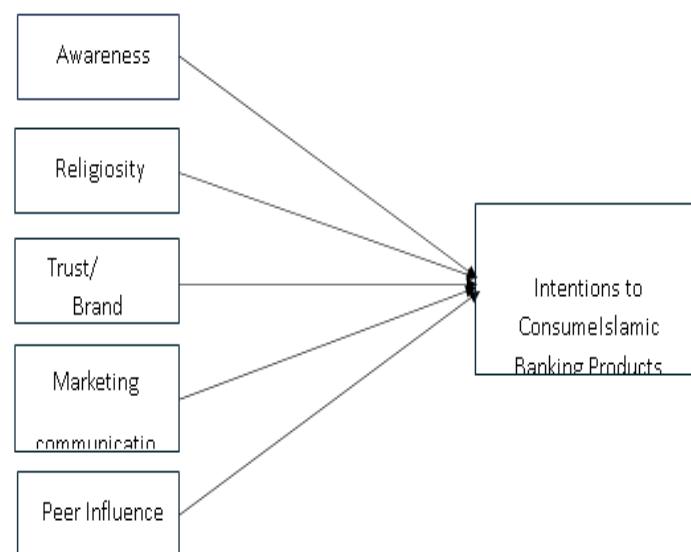 Awareness
Religiosity
Trust/
Brand
Marketing
communicatio
Peer Influence
Intentions to
ConsumeIslamic
Banking Products